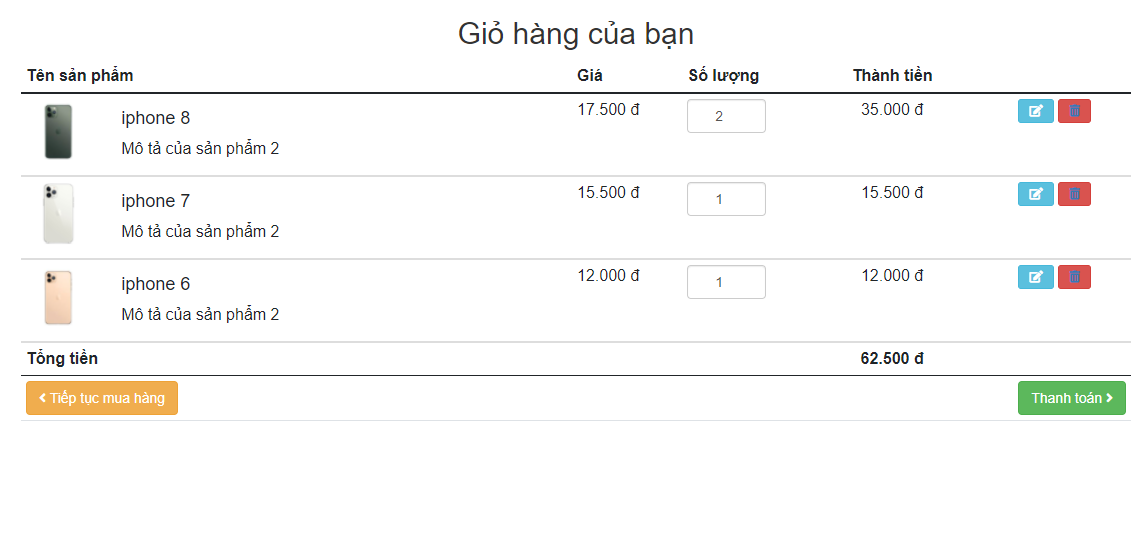 Giỏ hàng của bạn
Tên sản phẩm Giá Số lượng Thành tiền
iphone 8 17.500 đ 2 35.000 đ
Mô tả của sản phẩm 2
iphone 7 15.500 đ 1 15.500 đ
Mô tả của sản phẩm 2
iphone 6 12.000 đ 1 12.000 đ
Mô tả của sản phẩm 2
Tổng tiền 62.500 đ
Tiếp tục mua hàng Thanh toán